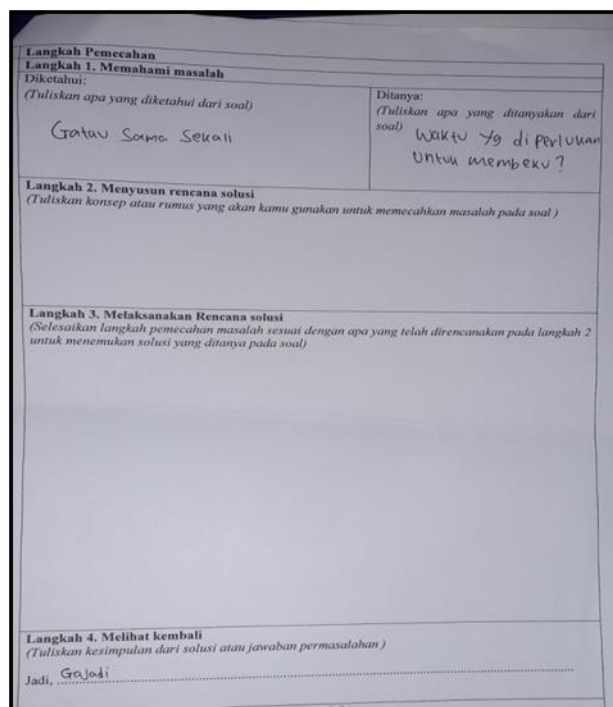 Langkah Pemecahan
Langkah 1. Memahami masalah
Diketahui:
(Tuliskan apa yang diketahui dari soal)
Gatau Sama Sekali
Ditanya:
(Tuliskan apa yang ditanyakan dari
soal)
Waktu yg diperlukan
Untuk membeku?
Langkah 2. Menyusun rencana solusi
(Tuliskan konsep atau rumus yang akan kamu gunakan untuk memecahkan masalah pada soal )
Langkah 3. Melaksanakan Rencana solusi
(Selesaikan langkah pemecahan masalah sesuai dengan apa yang telah direncanakan pada langkah 2
untuk menemukan solusi yang ditanya pada soal)
Langkah 4. Melihat kembali
(Tuliskan kesimpulan dari solusi atau jawaban permasalahan )
Jadi, GaJadi